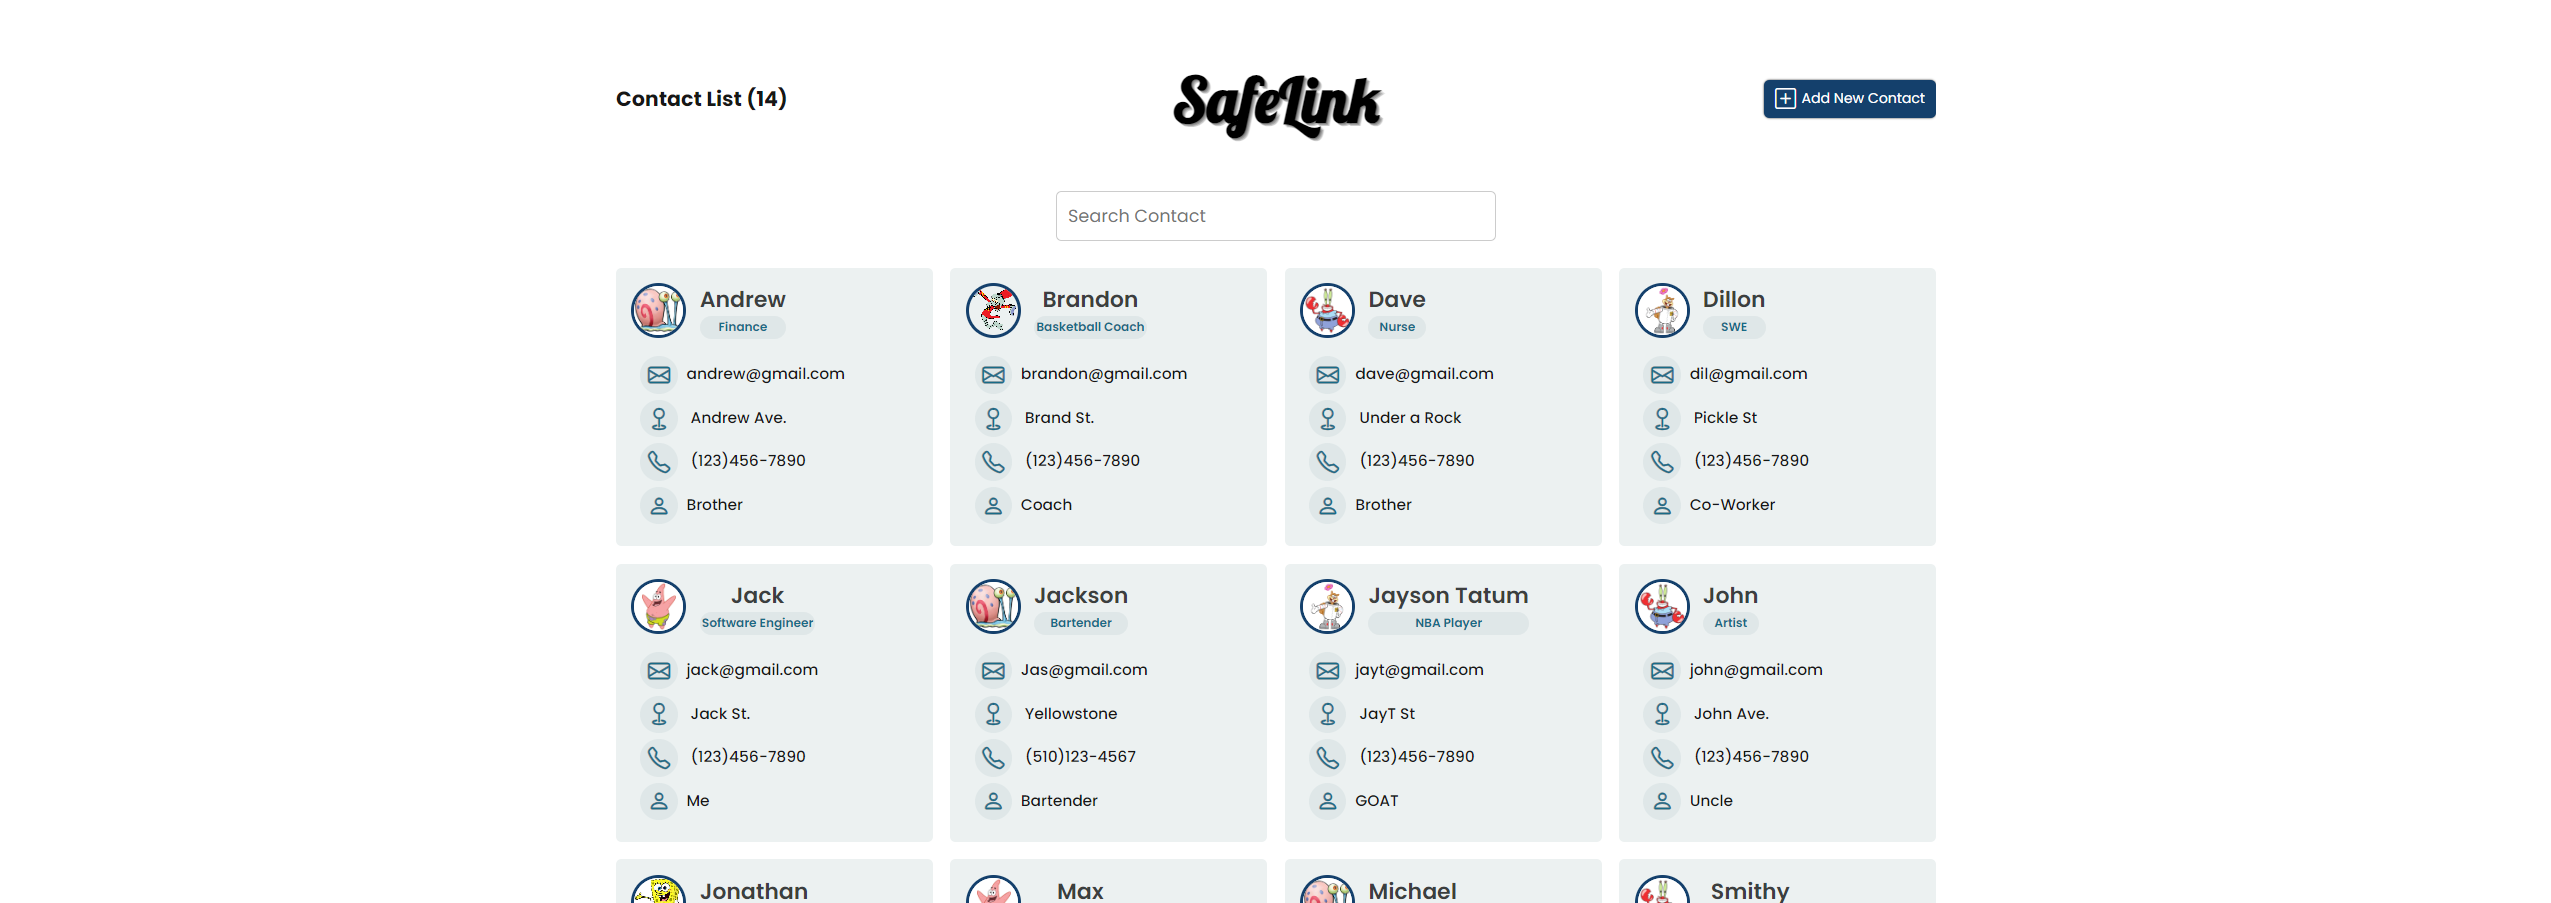 Contact List (14)
SafeLink
Add New Contact
Search Contact
Andrew
Finance
andrew@gmail.com
Andrew Ave.
(123)456-7890
Brother
Brandon
Basketball Coach
brandon@gmail.com
Brand St.
(123)456-7890
Coach
Dave
Nurse
dave@gmail.com
Under a Rock
(123)456-7890
Brother
Dillon
SWE
dil@gmail.com
Pickle St
(123)456-7890
Co-Worker
Jack
Software Engineer
jack@gmail.com
Jack St.
(123)456-7890
Me
Jackson
Bartender
Jas@gmail.com
Yellowstone
(510)123-4567
Bartender
Jayson Tatum
NBA Player
jayt@gmail.com
JayT St
(123)456-7890
GOAT
John
Artist
john@gmail.com
John Ave.
(123)456-7890
Uncle
Jonathan
Max
Michael
Smithy